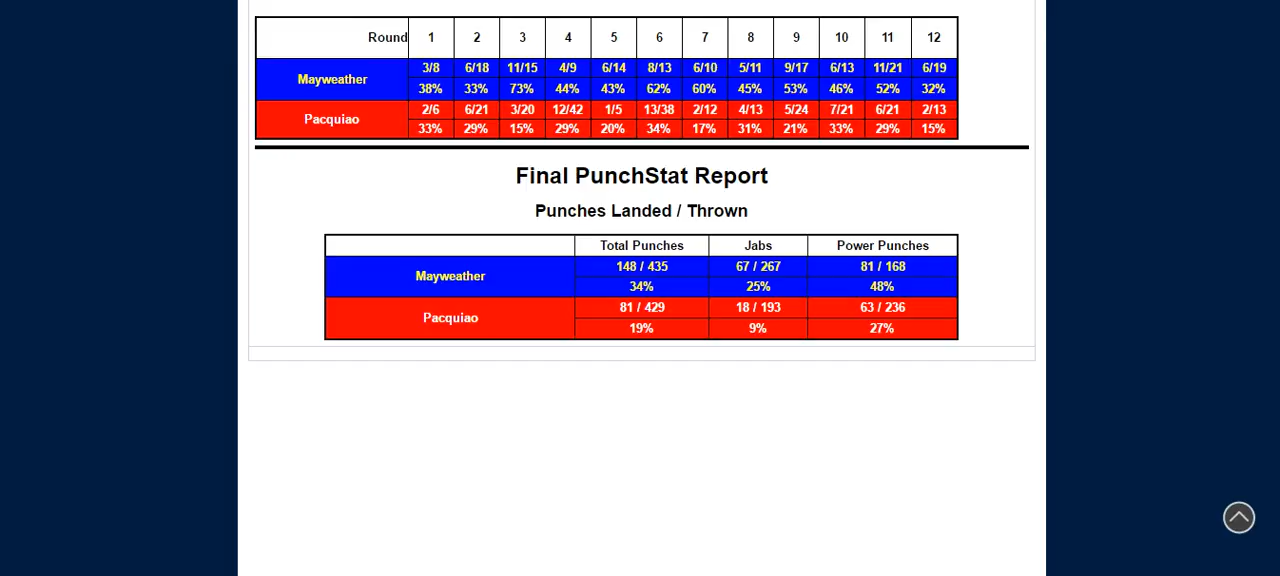 Round 1 2 3 4 5 6 7 8 9 10 11 12
Mayweather 3/8 6/18 11/15 4/9 6/14 8/13 6/10 5/11 9/17 6/13 11/21 6/19
38% 33% 73% 44% 43% 62% 60% 45% 53% 46% 52% 32%
Pacquiao 2/6 6/21 3/20 12/42 1/5 13/38 2/12 4/13 5/24 7/21 6/21 2/13
33% 29% 15% 29% 20% 34% 17% 31% 21% 33% 29% 15%
Final PunchStat Report
Punches Landed / Thrown
Total Punches Jabs Power Punches
Mayweather 148 / 435 67 / 267 81 / 168
34% 25% 48%
Pacquiao 81 / 429 18 / 193 63 / 236
19% 9% 27%